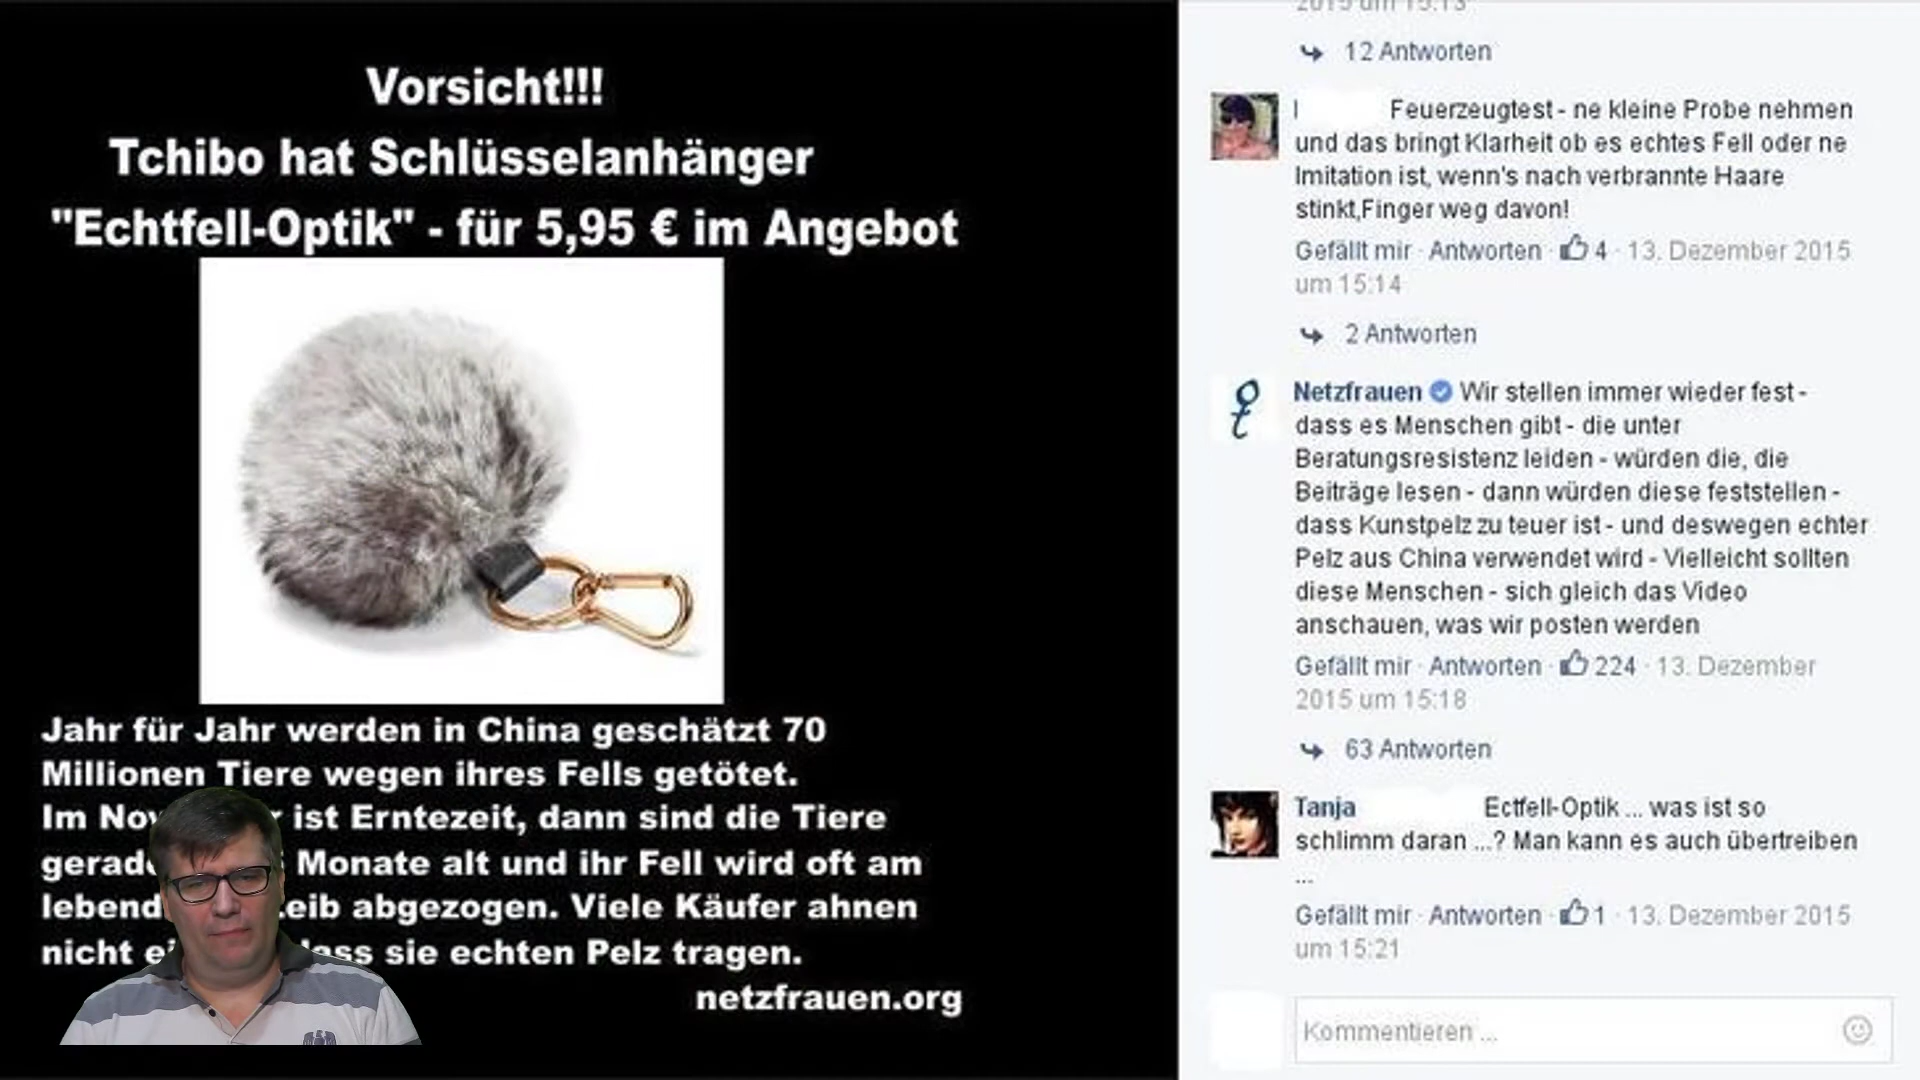 Vorsicht!!!
Tchibo hat Schlüsselanhänger
"Echtfell-Optik" - für 5,95 € im Angebot
Jahr für Jahr werden in China geschätzt 70
Millionen Tiere wegen ihres Fells getötet.
Im Nov r ist Erntezeit, dann sind die Tiere
gerad Monate alt und ihr Fell wird oft am
lebend Leib abgezogen. Viele Käufer ahnen
nicht dass sie echten Pelz tragen.
netzfrauen.org
12 Antworten
Feuerzeugtest - ne kleine Probe nehmen
und das bringt Klarheit ob es echtes Fell oder ne
Imitation ist, wenn's nach verbrannte Haare
stinkt,Finger weg davon!
Gefällt mir · Antworten · 4 · 13. Dezember 2015
um 15:14
2 Antworten
Netzfrauen Wir stellen immer wieder fest -
dass es Menschen gibt - die unter
Beratungsresistenz leiden - würden die, die
Beiträge lesen - dann würden diese feststellen -
dass Kunstpelz zu teuer ist - und deswegen echter
Pelz aus China verwendet wird - Vielleicht sollten
diese Menschen - sich gleich das Video
anschauen, was wir posten werden
Gefällt mir · Antworten · 224 · 13. Dezember
2015 um 15:18
63 Antworten
Tanja Ectfell-Optik ... was ist so
schlimm daran ...? Man kann es auch übertreiben
...
Gefällt mir · Antworten · 1 · 13. Dezember 2015
um 15:21
Kommentieren ...